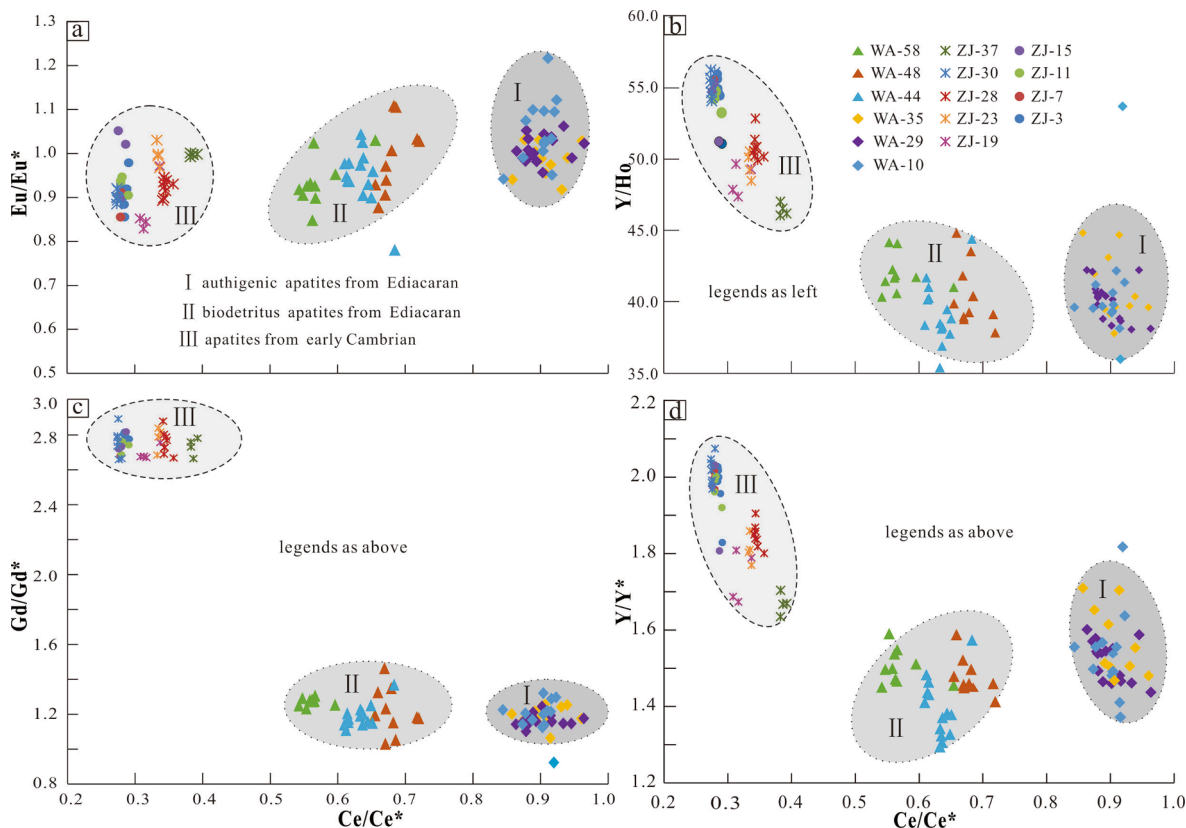 a
1.3
1.2
1.1
1.0
0.9
0.8
0.7
0.6
0.5
Eu/Eu*
I
II
III
I authigenic apatites from Ediacaran
II biodetritus apatites from Ediacaran
III apatites from early Cambrian
b
60.0
55.0
50.0
45.0
40.0
35.0
Y/Ho
WA-58 ZJ-37 ZJ-15
WA-48 ZJ-30 ZJ-11
WA-44 ZJ-28 ZJ-7
WA-35 ZJ-23 ZJ-3
WA-29 ZJ-19
WA-10
III
II
I
legends as left
c
3.0
2.8
2.4
2.0
1.6
1.2
0.8
Gd/Gd*
III
legends as above
II
I
0.2 0.3 0.4 0.5 0.6 0.7 0.8 0.9 1.0
Ce/Ce*
d
2.2
2.0
1.8
1.6
1.4
1.2
Y/Y*
III
legends as above
I
II
0.2 0.3 0.4 0.5 0.6 0.7 0.8 0.9 1.0
Ce/Ce*